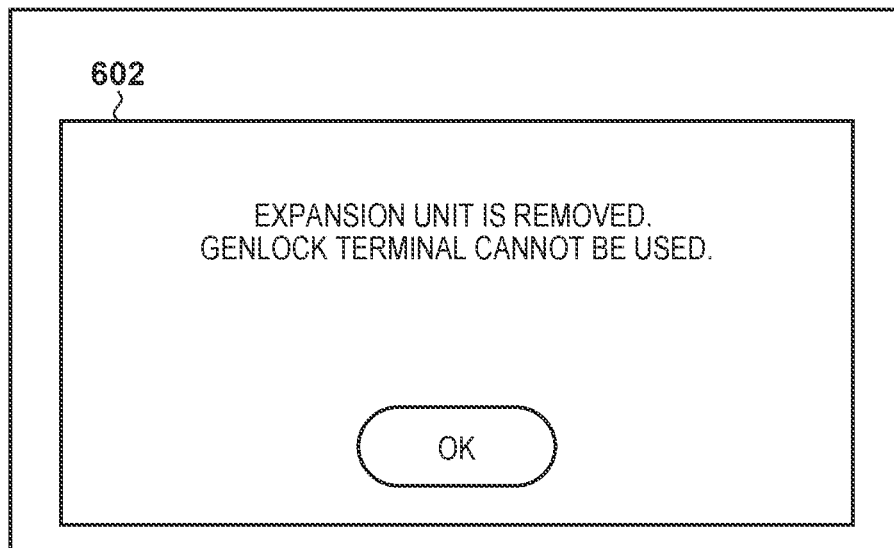 602
EXPANSION UNIT IS REMOVED.
GENLOCK TERMINAL CANNOT BE USED.
OK